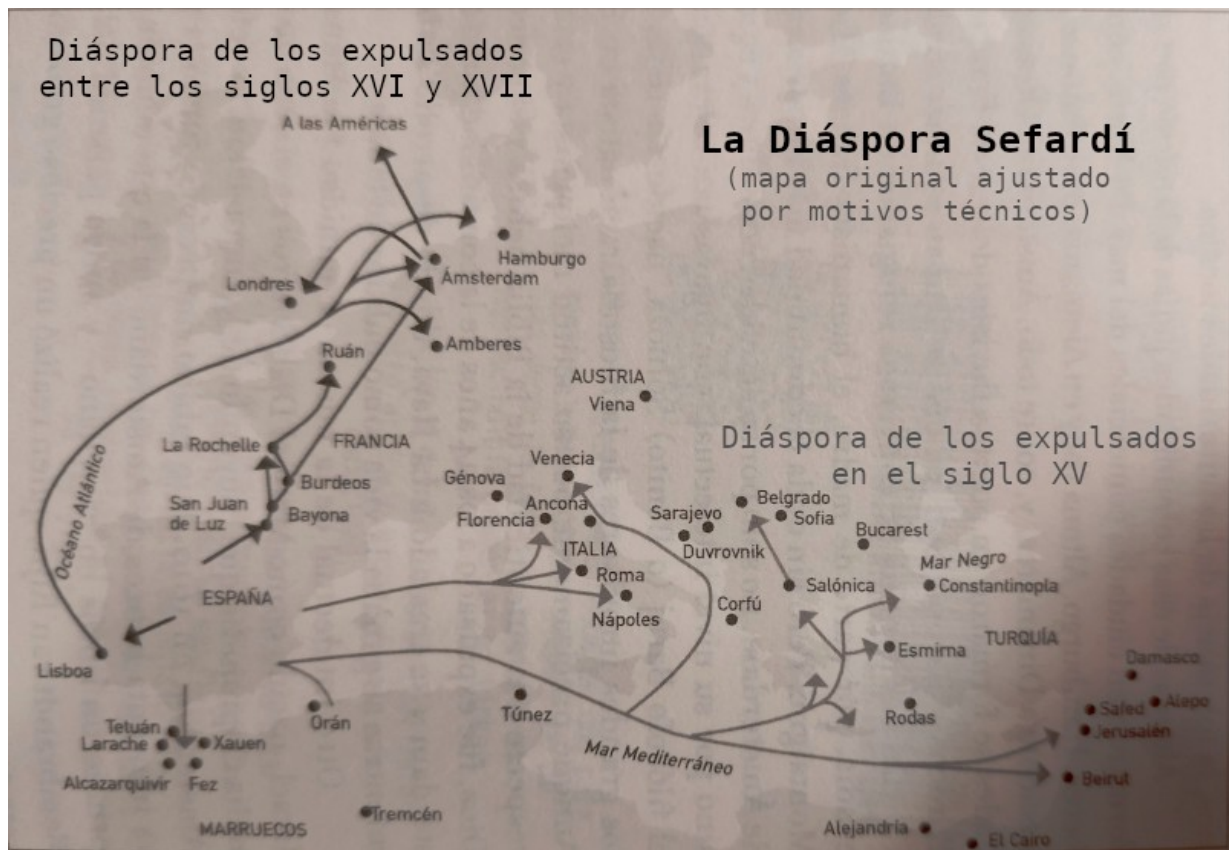 Diáspora de los expulsados
entre los siglos XVI y XVII
A las Américas
La Diáspora Sefardí
(mapa original ajustado
por motivos técnicos)
Hamburgo
Londres
Ámsterdam
Ruán
Amberes
AUSTRIA
Viena
La Rochelle
FRANCIA
Diáspora de los expulsados
en el siglo XV
Océano Atlántico
Burdeos
San Juan
de Luz
Bayona
Venecia
Génova
Ancona
Florencia
ITALIA
Roma
Nápoles
Sarajevo
Duvrovnik
Belgrado
Sofia
Bucarest
Mar Negro
Constantinopla
Salónica
Corfú
ESPAÑA
Esmirna
TURQUÍA
Lisboa
Damasco
Safed
Alepo
Jerusalén
Rodas
Túnez
Orán
Tetuán
Larache
Xauen
Alcazarquivir
Fez
Mar Mediterráneo
Beirut
Tremcén
MARRUECOS
Alejandría
El Cairo